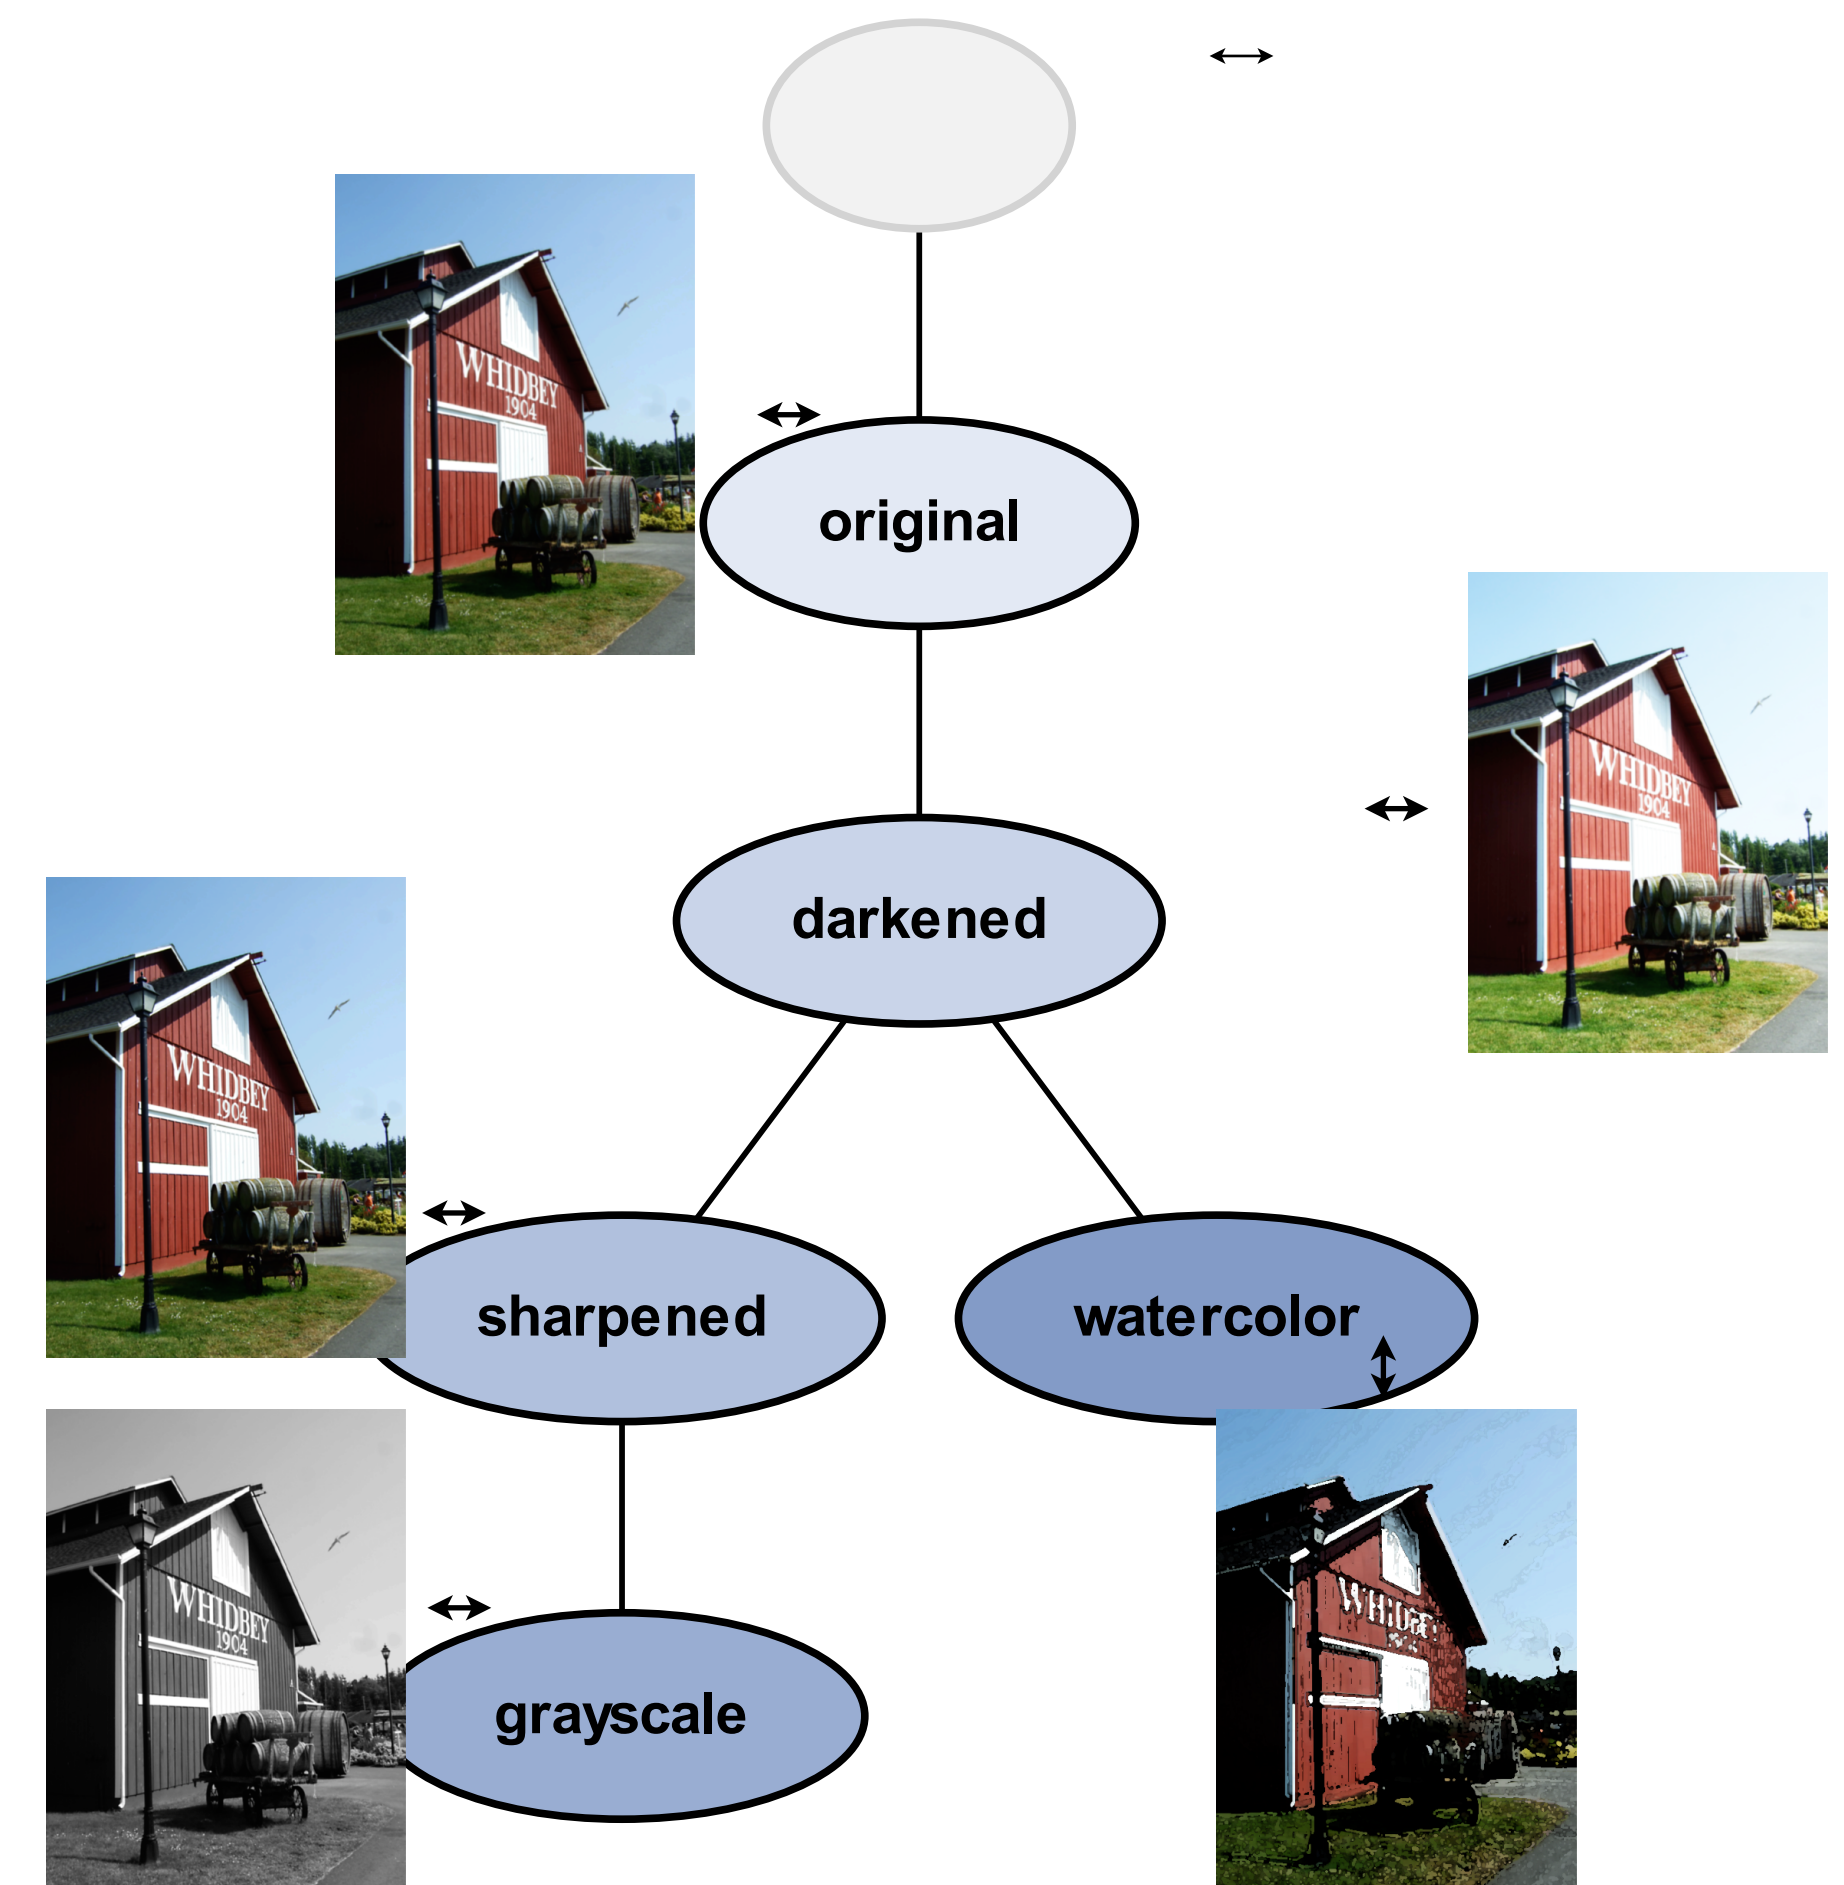 WHIDBEY
1904
original
WHIDBEY
1904
darkened
WHIDBEY
1904
sharpened
watercolor
WHIDBEY
1904
grayscale